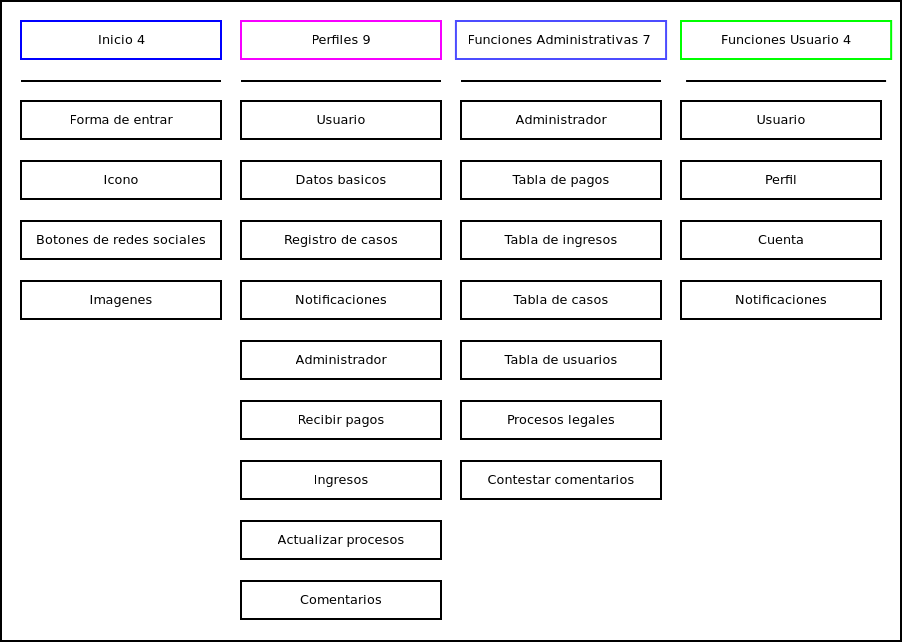 Inicio 4
Perfiles 9
Funciones Administrativas 7
Funciones Usuario 4
Forma de entrar
Usuario
Administrador
Usuario
Icono
Datos basicos
Tabla de pagos
Perfil
Botones de redes sociales
Registro de casos
Tabla de ingresos
Cuenta
Imagenes
Notificaciones
Tabla de casos
Notificaciones
Administrador
Tabla de usuarios
Recibir pagos
Procesos legales
Ingresos
Contestar comentarios
Actualizar procesos
Comentarios